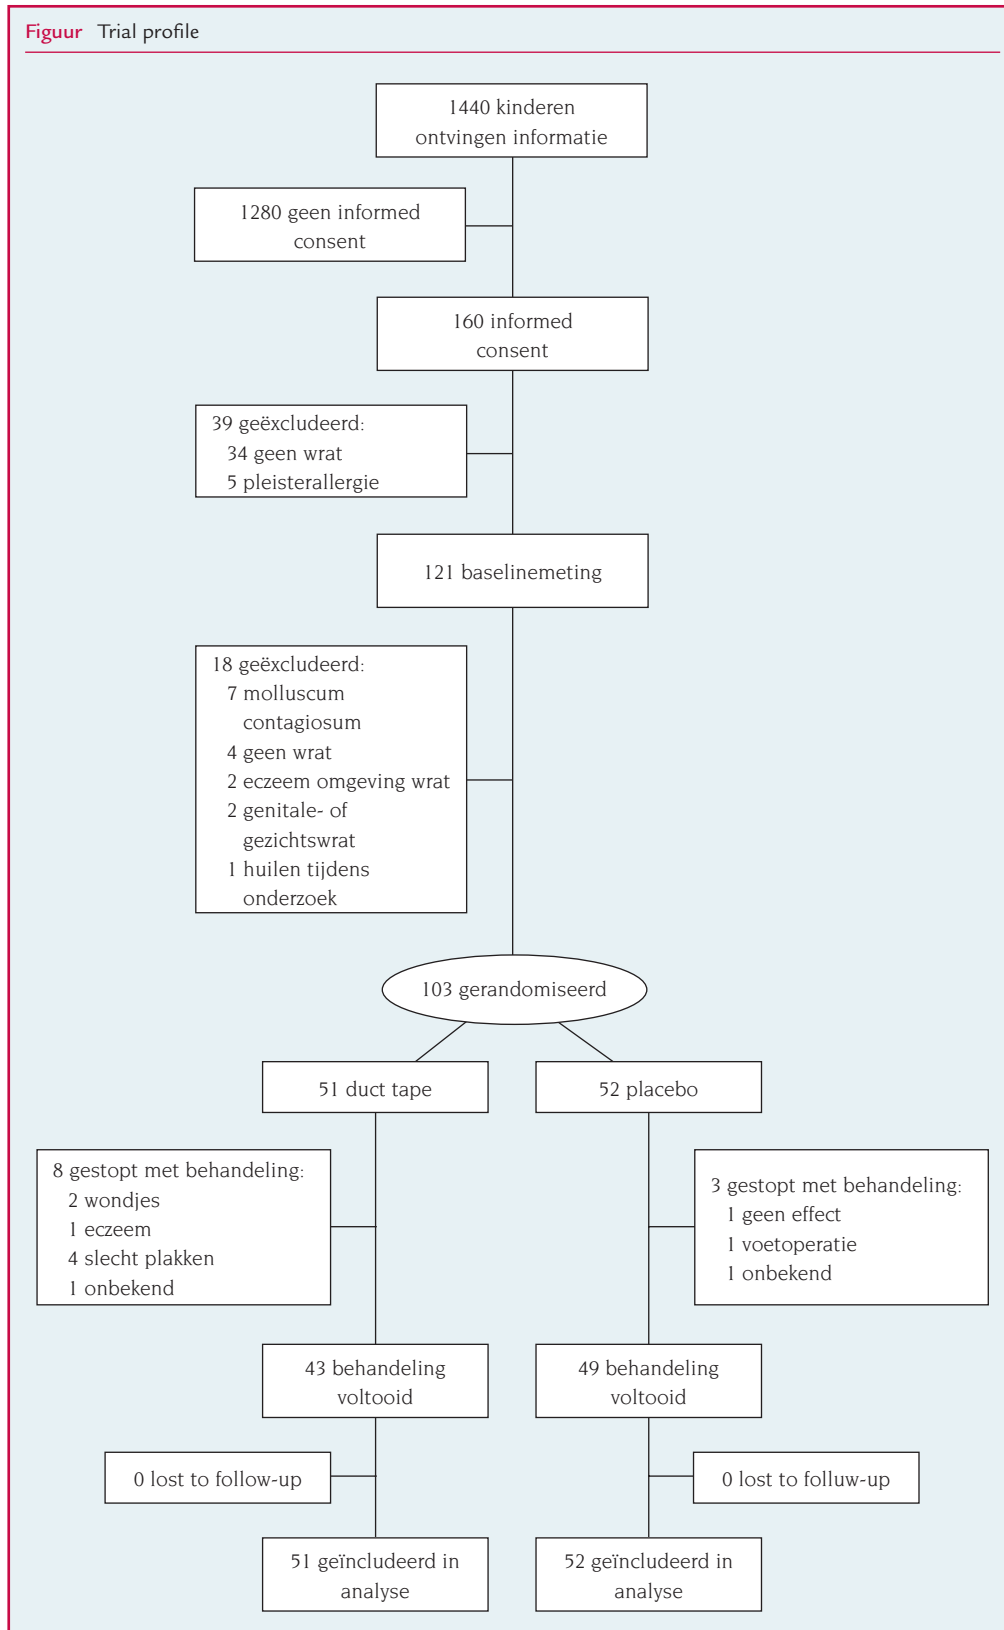 Figuur Trial profile
1440 kinderen
ontvingen informatie
1280 geen informed
consent
160 informed
consent
39 geëxcludeerd:
34 geen wrat
5 pleisterallergie
121 baselinemeting
18 geëxcludeerd:
7 molluscum
contagiosum
4 geen wrat
2 eczeem omgeving wrat
2 genitale- of
gezichtswrat
1 huilen tijdens
onderzoek
103 gerandomiseerd
51 duct tape
52 placebo
8 gestopt met behandeling:
2 wondjes
1 eczeem
4 slecht plakken
1 onbekend
3 gestopt met behandeling:
1 geen effect
1 voetoperatie
1 onbekend
43 behandeling
voltooid
49 behandeling
voltooid
0 lost to follow-up
0 lost to folluw-up
51 geïncludeerd in
analyse
52 geïncludeerd in
analyse